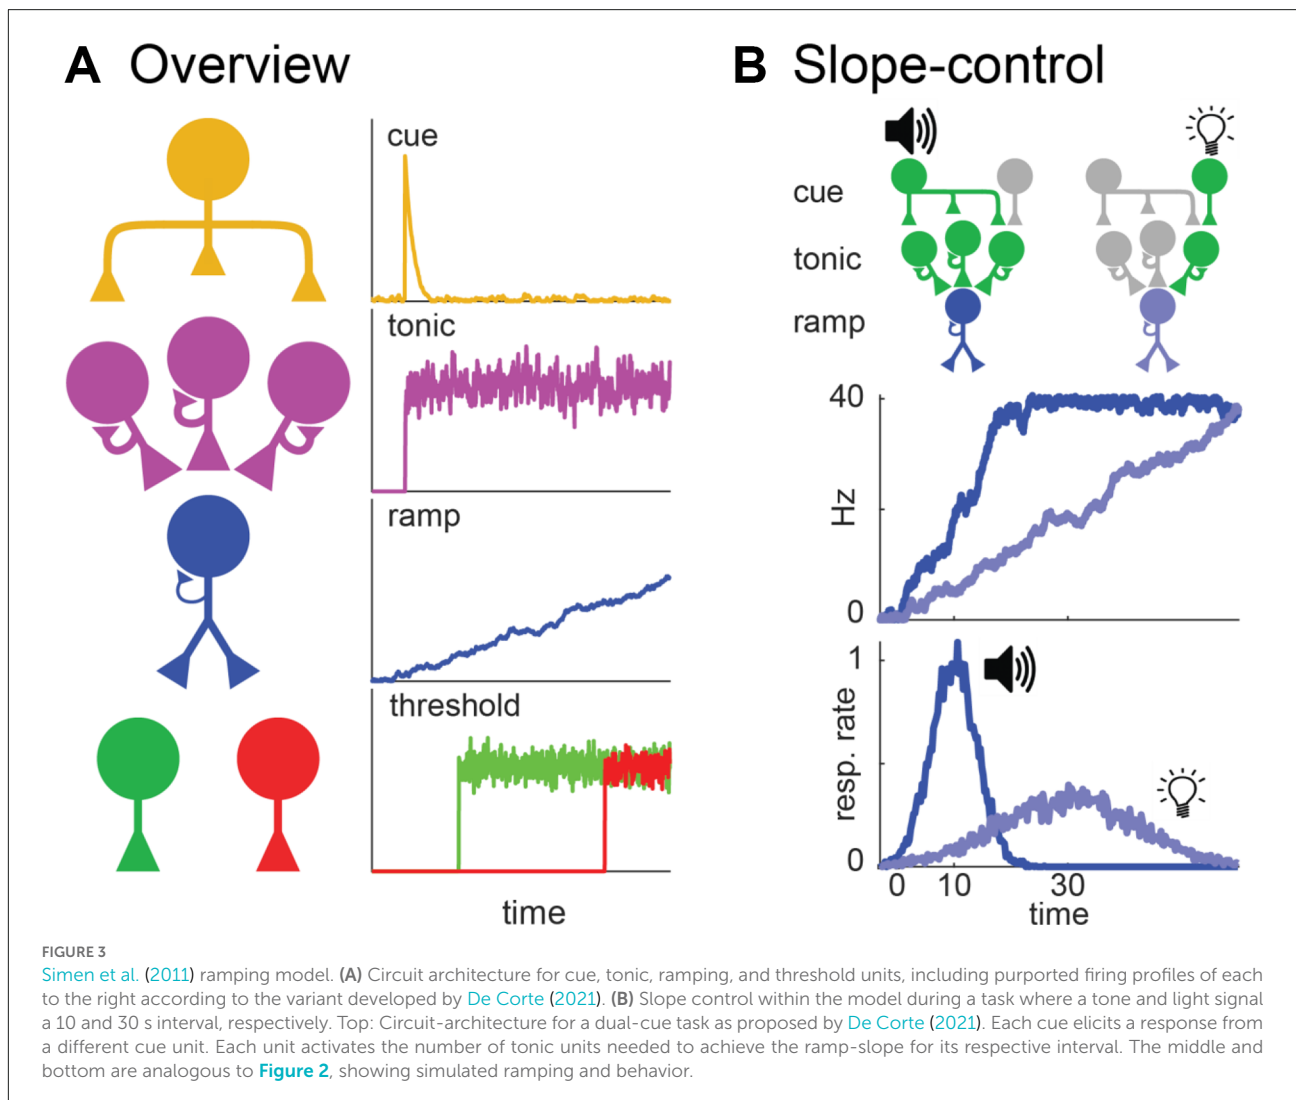 A Overview
cue
tonic
ramp
threshold
time
B Slope-control
cue
tonic
ramp
40
Hz
0
1
resp. rate
0
0 10 30
time
FIGURE 3
Simen et al. (2011) ramping model. (A) Circuit architecture for cue, tonic, ramping, and threshold units, including purported firing profiles of each
to the right according to the variant developed by De Corte (2021). (B) Slope control within the model during a task where a tone and light signal
a 10 and 30 s interval, respectively. Top: Circuit-architecture for a dual-cue task as proposed by De Corte (2021). Each cue elicits a response from
a different cue unit. Each unit activates the number of tonic units needed to achieve the ramp-slope for its respective interval. The middle and
bottom are analogous to Figure 2, showing simulated ramping and behavior.